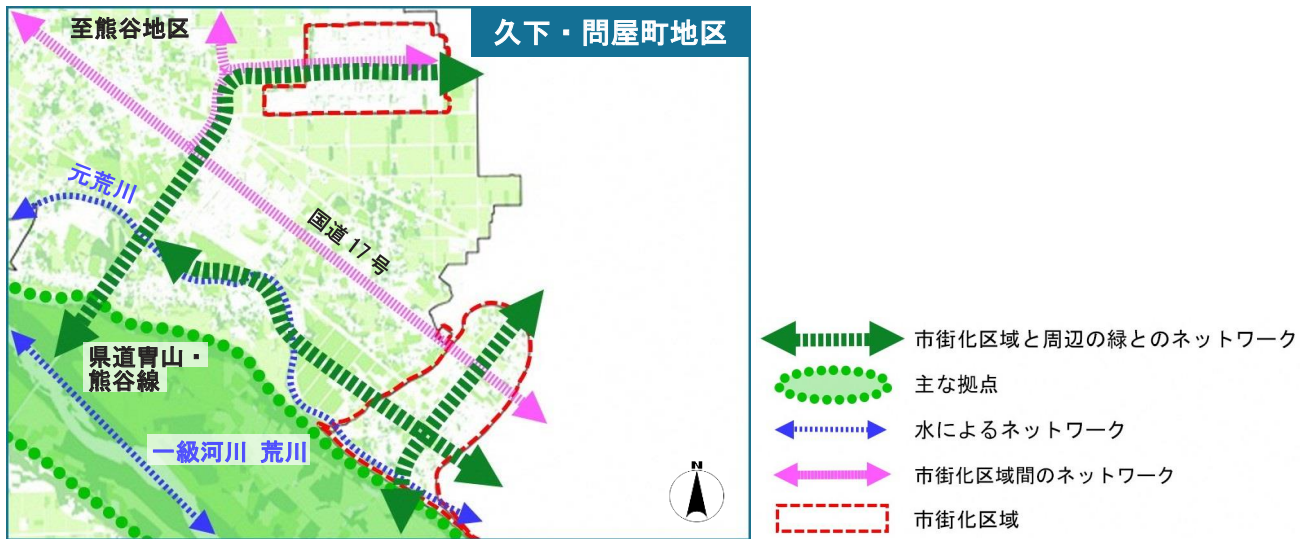 久下・問屋町地区
至熊谷地区
元荒川
国道17号
県道冑山・
熊谷線
一級河川 荒川
N
市街化区域と周辺の緑とのネットワーク
主な拠点
水によるネットワーク
市街化区域間のネットワーク
市街化区域